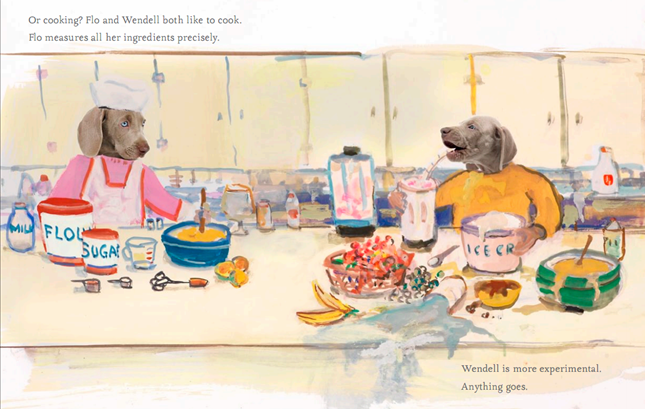 Or cooking? Flo and Wendell both like to cook.
Flo measures all her ingredients precisely.
MILK
FLOU
SUGAR
ICE CR
Wendell is more experimental.
Anything goes.